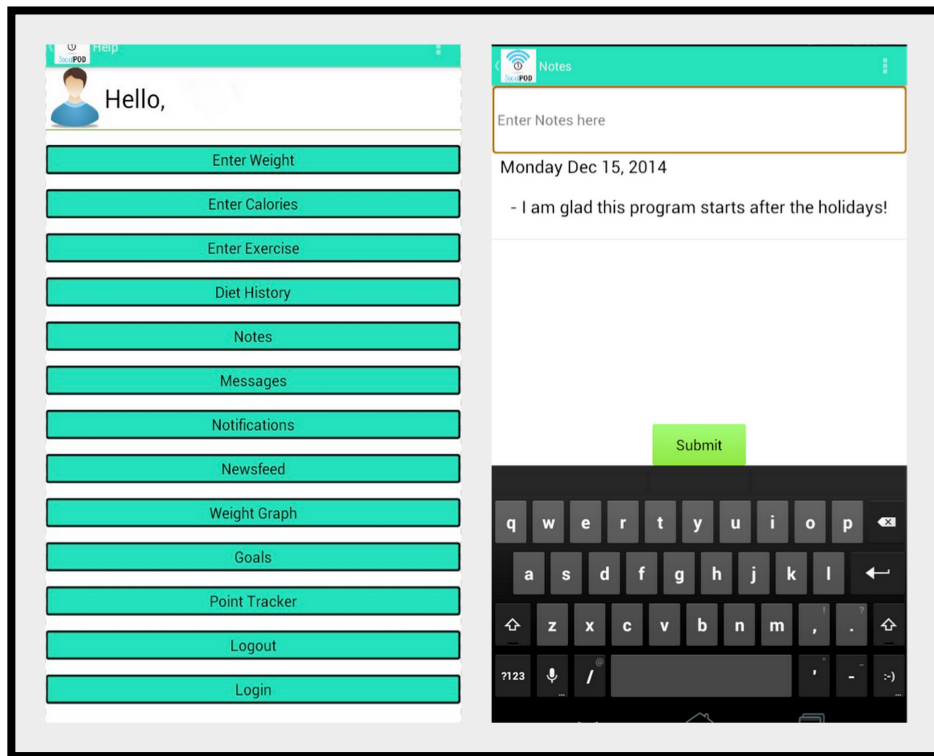 Help
SocialPOD
Hello,
Enter Weight
Enter Calories
Enter Exercise
Diet History
Notes
Messages
Notifications
Newsfeed
Weight Graph
Goals
Point Tracker
Logout
Login
SocialPOD
Notes
Enter Notes here
Monday Dec 15, 2014
- I am glad this program starts after the holidays!
Submit
q w e r t y u i o p
a s d f g h j k l
! ?
z x c v b n m , .
@ " _
?123 / ' - :-)